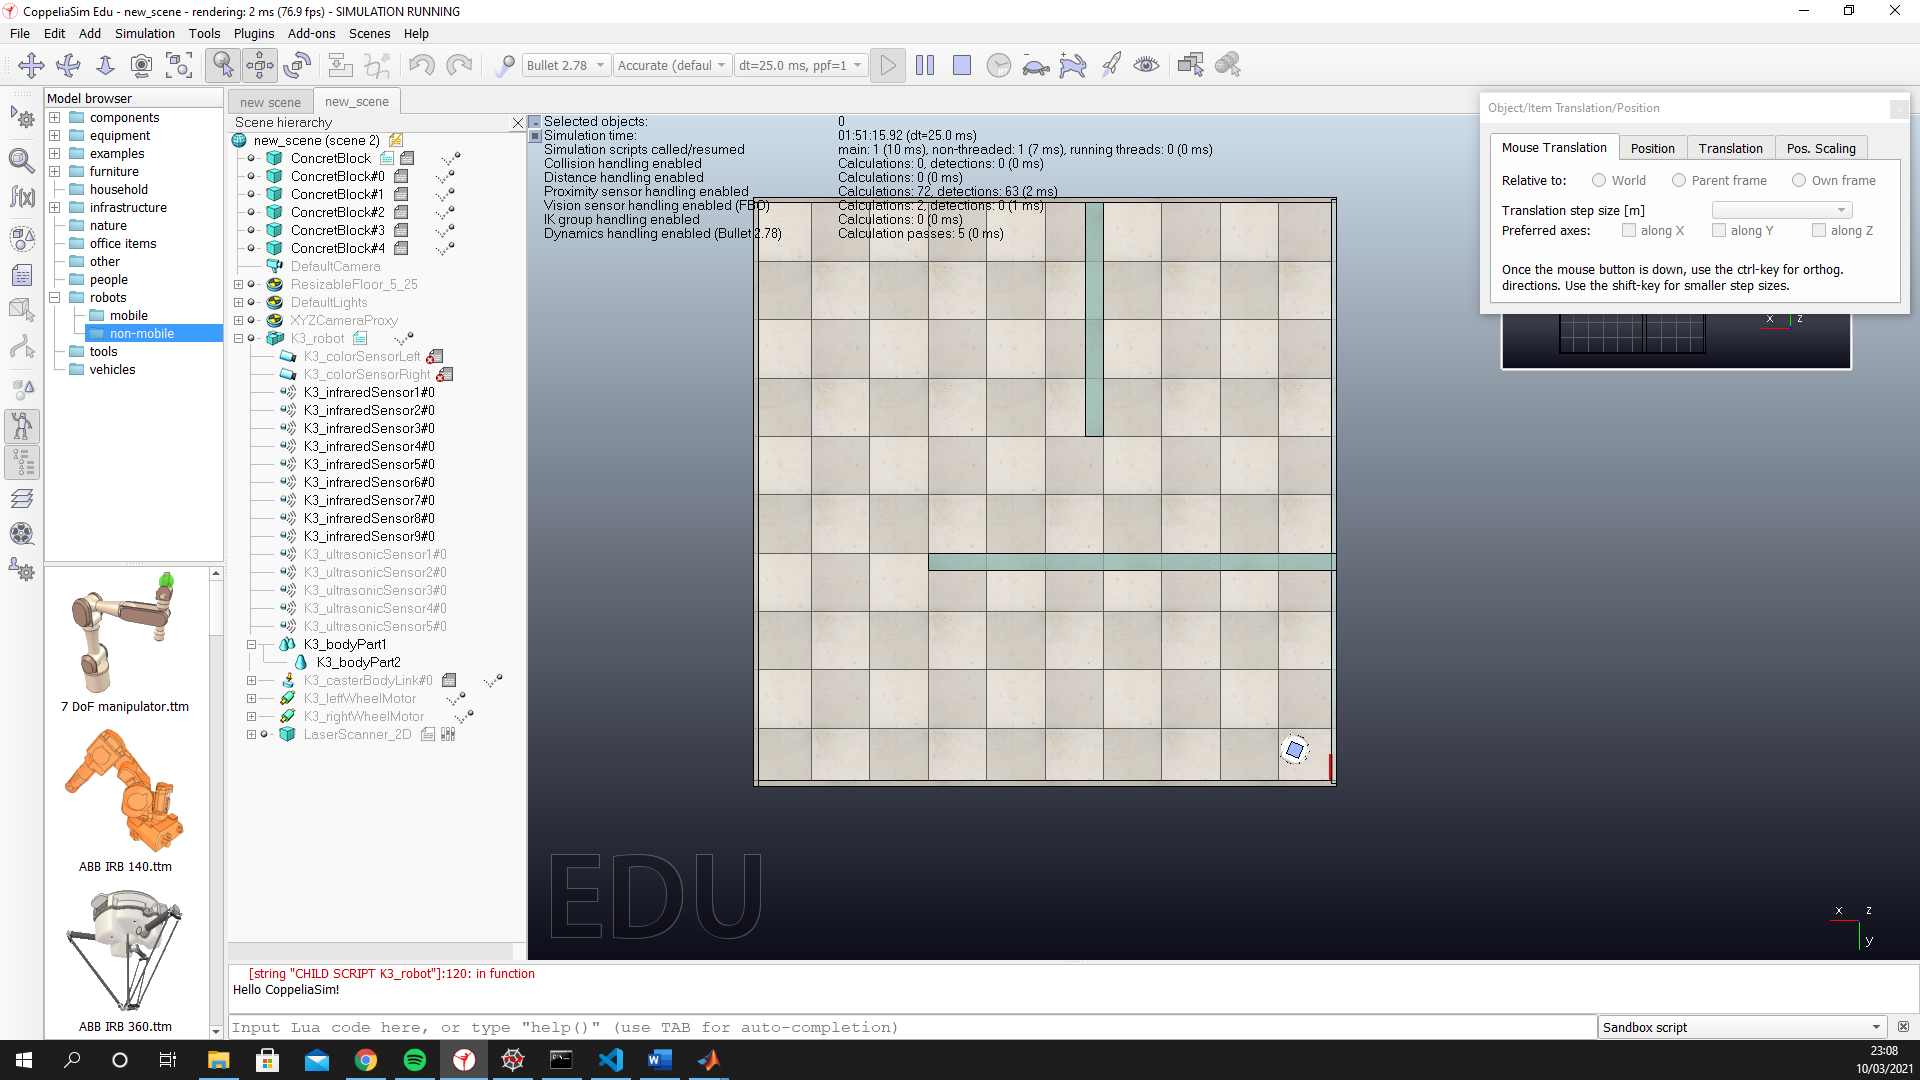 CoppeliaSim Edu - new_scene - rendering: 2 ms (76.9 fps) - SIMULATION RUNNING
File Edit Add Simulation Tools Plugins Add-ons Scenes Help
Bullet 2.78 Accurate (defaul dt=25.0 ms, ppf=1
Model browser
components
equipment
examples
furniture
household
infrastructure
nature
office items
other
people
robots
mobile
non-mobile
tools
vehicles
7 DoF manipulator.ttm
ABB IRB 140.ttm
ABB IRB 360.ttm
new scene new_scene
Scene hierarchy
new_scene (scene 2)
ConcretBlock
ConcretBlock#0
ConcretBlock#1
ConcretBlock#2
ConcretBlock#3
ConcretBlock#4
DefaultCamera
ResizableFloor_5_25
DefaultLights
XYZCameraProxy
K3_robot
K3_colorSensorLeft
K3_colorSensorRight
K3_infraredSensor1#0
K3_infraredSensor2#0
K3_infraredSensor3#0
K3_infraredSensor4#0
K3_infraredSensor5#0
K3_infraredSensor6#0
K3_infraredSensor7#0
K3_infraredSensor8#0
K3_infraredSensor9#0
K3_ultrasonicSensor1#0
K3_ultrasonicSensor2#0
K3_ultrasonicSensor3#0
K3_ultrasonicSensor4#0
K3_ultrasonicSensor5#0
K3_bodyPart1
K3_bodyPart2
K3_casterBodyLink#0
K3_leftWheelMotor
K3_rightWheelMotor
LaserScanner_2D
Selected objects: 0
Simulation time: 01:51:15.92 (dt=25.0 ms)
Simulation scripts called/resumed main: 1 (10 ms), non-threaded: 1 (7 ms), running threads: 0 (0 ms)
Collision handling enabled Calculations: 0, detections: 0 (0 ms)
Distance handling enabled Calculations: 0 (0 ms)
Proximity sensor handling enabled Calculations: 72, detections: 63 (2 ms)
Vision sensor handling enabled (FBO) Calculations: 2, detections: 0 (1 ms)
IK group handling enabled Calculations: 0 (0 ms)
Dynamics handling enabled (Bullet 2.78) Calculation passes: 5 (0 ms)
Object/Item Translation/Position
Mouse Translation Position Translation Pos. Scaling
Relative to: World Parent frame Own frame
Translation step size [m]
Preferred axes: along X along Y along Z
Once the mouse button is down, use the ctrl-key for orthog.
directions. Use the shift-key for smaller step sizes.
x z
EDU
x z
y
[string "CHILD SCRIPT K3_robot"]:120: in function
Hello CoppeliaSim!
Input Lua code here, or type "help()" (use TAB for auto-completion)
Sandbox script
23:08
10/03/2021